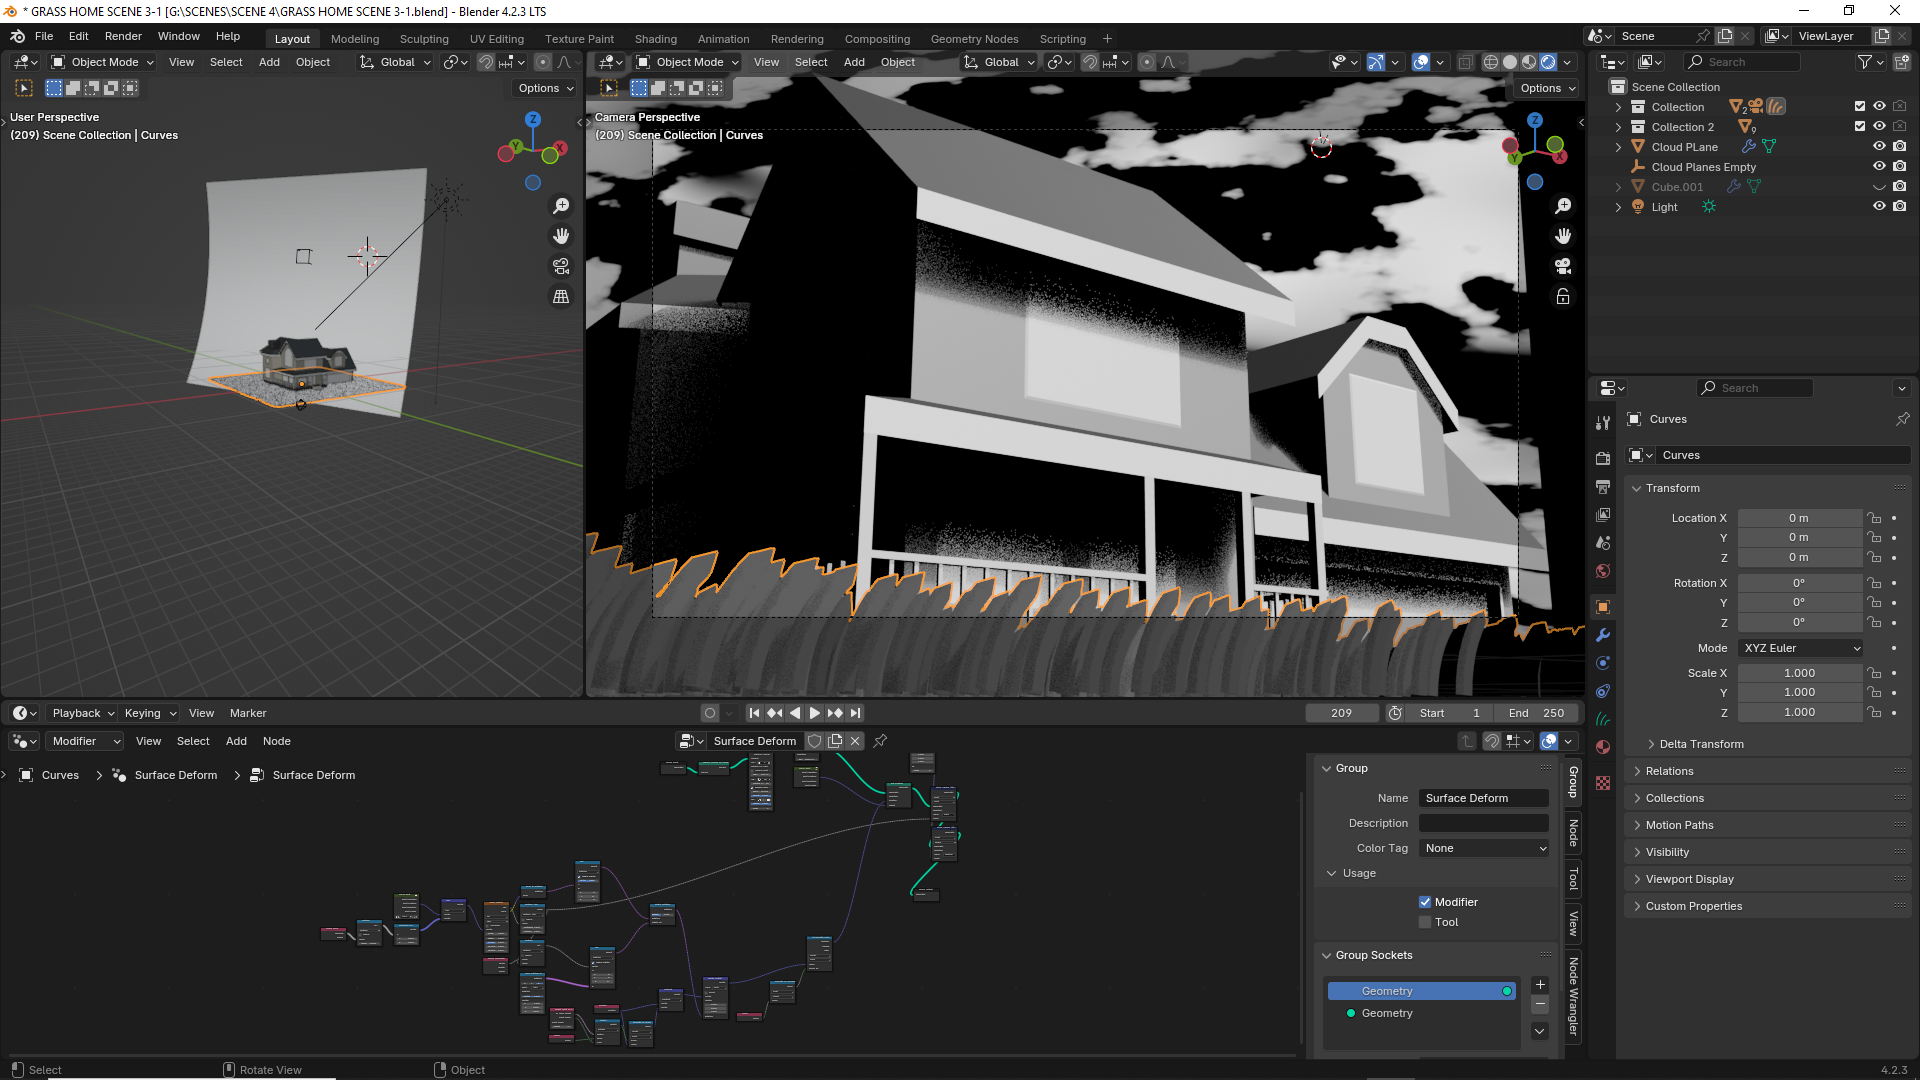 * GRASS HOME SCENE 3-1 [G:\SCENES\SCENE 4\GRASS HOME SCENE 3-1.blend] - Blender 4.2.3 LTS
File Edit Render Window Help Layout Modeling Sculpting UV Editing Texture Paint Shading Animation Rendering Compositing Geometry Nodes Scripting + Scene ViewLayer
Object Mode View Select Add Object Global
Options
User Perspective
(209) Scene Collection | Curves
Z
Y
X
Object Mode View Select Add Object Global
Options
Camera Perspective
(209) Scene Collection | Curves
Z
Y
X
Search
Scene Collection
Collection 2
Collection 2 9
Cloud PLane
Cloud Planes Empty
Cube.001
Light
Search
Curves
Curves
Transform
Location X 0 m
Y 0 m
Z 0 m
Rotation X 0°
Y 0°
Z 0°
Mode XYZ Euler
Scale X 1.000
Y 1.000
Z 1.000
Delta Transform
Relations
Collections
Motion Paths
Visibility
Viewport Display
Custom Properties
Playback Keying View Marker 209 Start 1 End 250
Modifier View Select Add Node Surface Deform
Curves > Surface Deform > Surface Deform
Group
Name Surface Deform
Description
Color Tag None
Usage
Modifier
Tool
Group Sockets
Geometry
Geometry
Group
Node
Tool
View
Node Wrangler
Select Rotate View Object 4.2.3